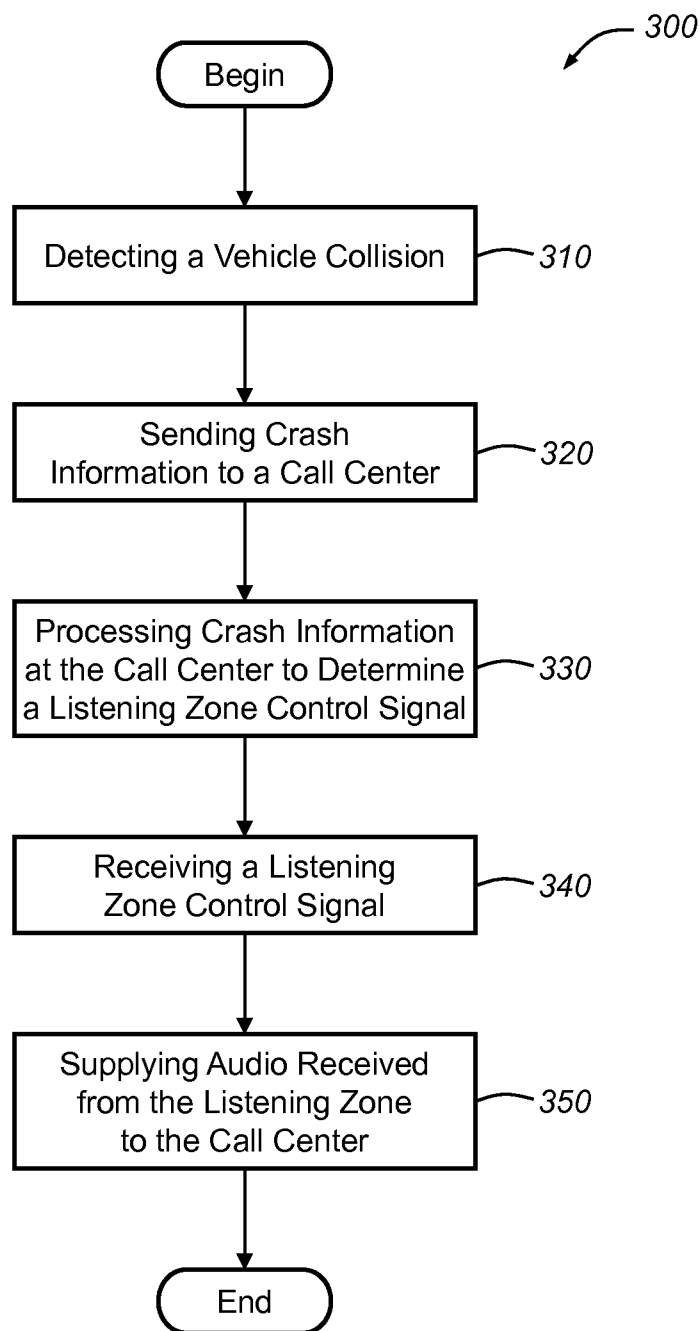 300
Begin
Detecting a Vehicle Collision
310
Sending Crash
Information to a Call Center
320
Processing Crash Information
at the Call Center to Determine
a Listening Zone Control Signal
330
Receiving a Listening
Zone Control Signal
340
Supplying Audio Received
from the Listening Zone
to the Call Center
350
End